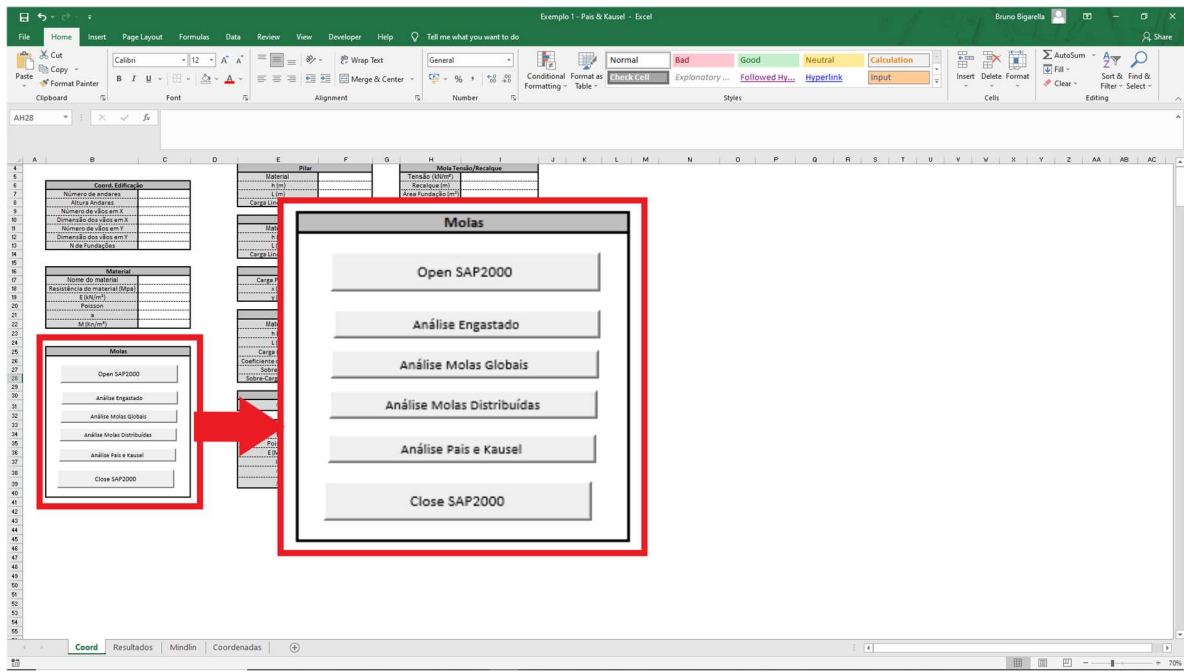 Exemplo 1 - Pais & Kausel - Excel
Bruno Bigarella
File Home Insert Page Layout Formulas Data Review View Developer Help Tell me what you want to do
Share
Paste
Cut
Copy
Format Painter
Clipboard
Calibri 12
B I U
Font
Wrap Text
Merge & Center
Alignment
General
Number
Conditional Formatting
Format as Table
Normal Bad Good Neutral Calculation
Check Cell Explanatory ... Followed Hy... Hyperlink Input
Styles
Insert Delete Format
Cells
AutoSum
Fill
Clear
Sort & Filter
Find & Select
Editing
AH28
fx
A B C D E F G H I J K L M N O P Q R S T U V W X Y Z AA AB AC
Coord. Edificação
Número de andares
Altura Andares
Número de vãos em X
Dimensão dos vãos em X
Número de vãos em Y
Dimensão dos vãos em Y
N de Fundações
Material
Nome do material
Resistência do material (Mpa)
E (kN/m²)
Poisson
a
M (Kn/m³)
Molas
Open SAP2000
Análise Engastado
Análise Molas Globais
Análise Molas Distribuídas
Análise Pais e Kausel
Close SAP2000
Pilar
Material
h (m)
L (m)
Mola Tensão/Recalque
Tensão (kN/m²)
Recalque (m)
Área Fundação (m²)
Molas
Open SAP2000
Análise Engastado
Análise Molas Globais
Análise Molas Distribuídas
Análise Pais e Kausel
Close SAP2000
Coord Resultados Mindlin Coordenadas
70%